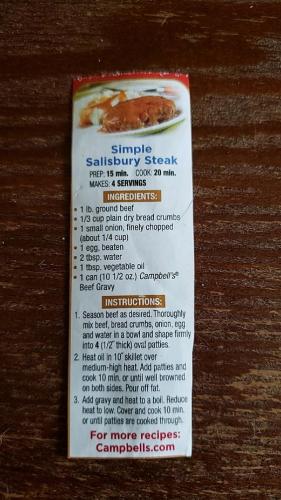 Simple
Salisbury Steak
PREP: 15 min. COOK: 20 min.
MAKES: 4 SERVINGS
INGREDIENTS:
• 1 lb. ground beef
• 1/3 cup plain dry bread crumbs
• 1 small onion, finely chopped
(about 1/4 cup)
• 1 egg, beaten
• 2 tbsp. water
• 1 tbsp. vegetable oil
• 1 can (10 1/2 oz.) Campbell's®
Beef Gravy
INSTRUCTIONS:
1. Season beef as desired. Thoroughly
mix beef, bread crumbs, onion, egg
and water in a bowl and shape firmly
into 4 (1/2" thick) oval patties.
2. Heat oil in 10" skillet over
medium-high heat. Add patties and
cook 10 min. or until well browned
on both sides. Pour off fat.
3. Add gravy and heat to a boil. Reduce
heat to low. Cover and cook 10 min.
or until patties are cooked through.
For more recipes:
Campbells.com